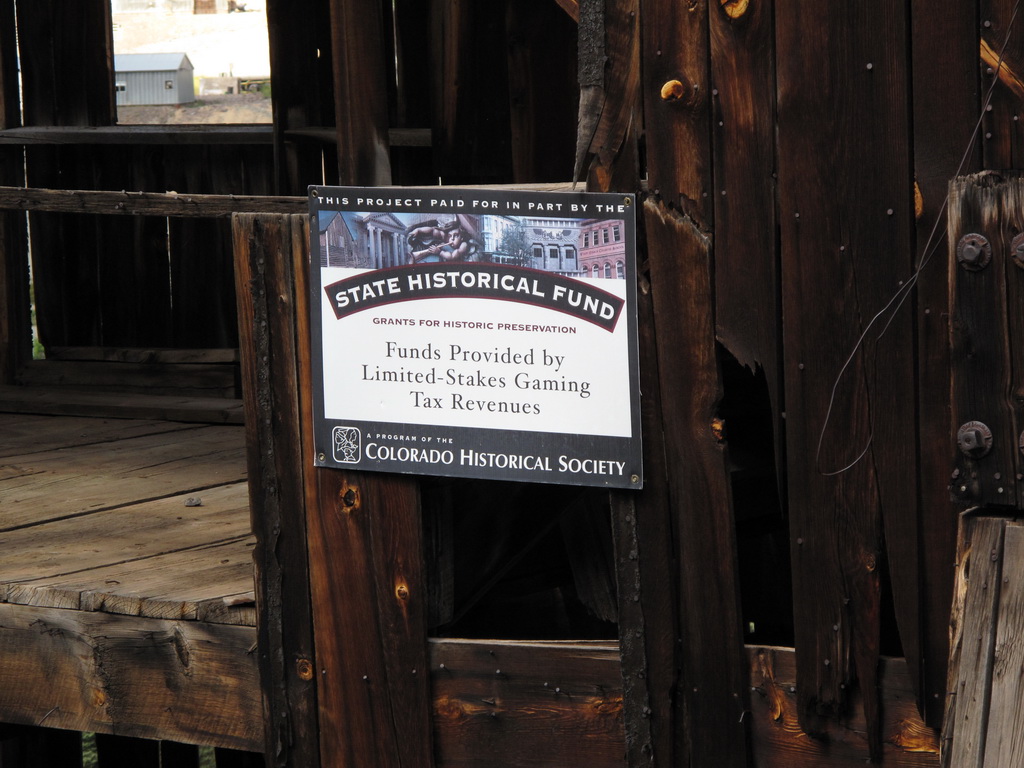 THIS PROJECT PAID FOR IN PART BY THE
STATE HISTORICAL FUND
GRANTS FOR HISTORIC PRESERVATION
Funds Provided by
Limited-Stakes Gaming
Tax Revenues
A PROGRAM OF THE
COLORADO HISTORICAL SOCIETY